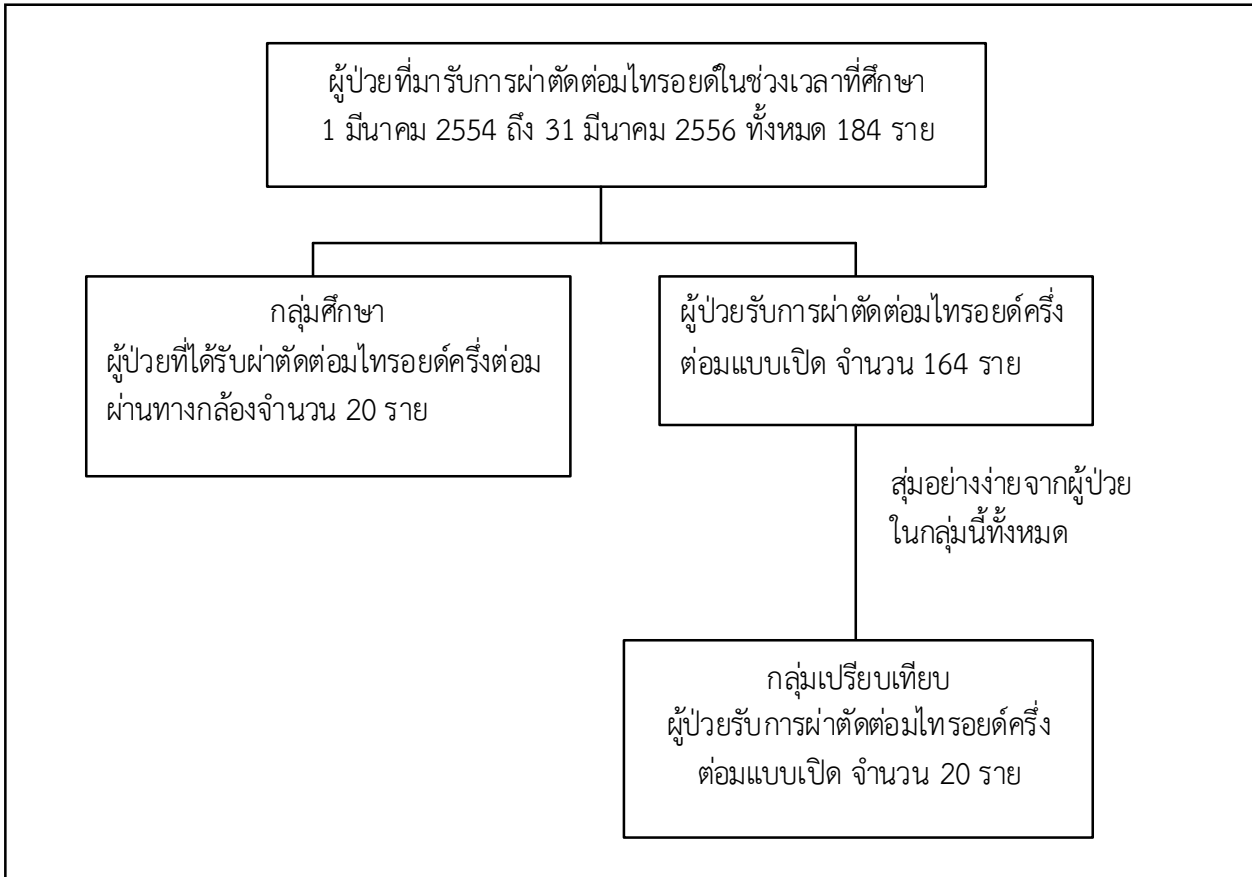 ผู้ป่วยที่มารับการผ่าตัดต่อมไทรอยด์ในช่วงเวลาที่ศึกษา
1 มีนาคม 2554 ถึง 31 มีนาคม 2556 ทั้งหมด 184 ราย
กลุ่มศึกษา
ผู้ป่วยที่ได้รับผ่าตัดต่อมไทรอยด์ครึ่งต่อม
ผ่านทางกล้องจำนวน 20 ราย
ผู้ป่วยรับการผ่าตัดต่อมไทรอยด์ครึ่ง
ต่อมแบบเปิด จำนวน 164 ราย
สุ่มอย่างง่ายจากผู้ป่วย
ในกลุ่มนี้ทั้งหมด
กลุ่มเปรียบเทียบ
ผู้ป่วยรับการผ่าตัดต่อมไทรอยด์ครึ่ง
ต่อมแบบเปิด จำนวน 20 ราย